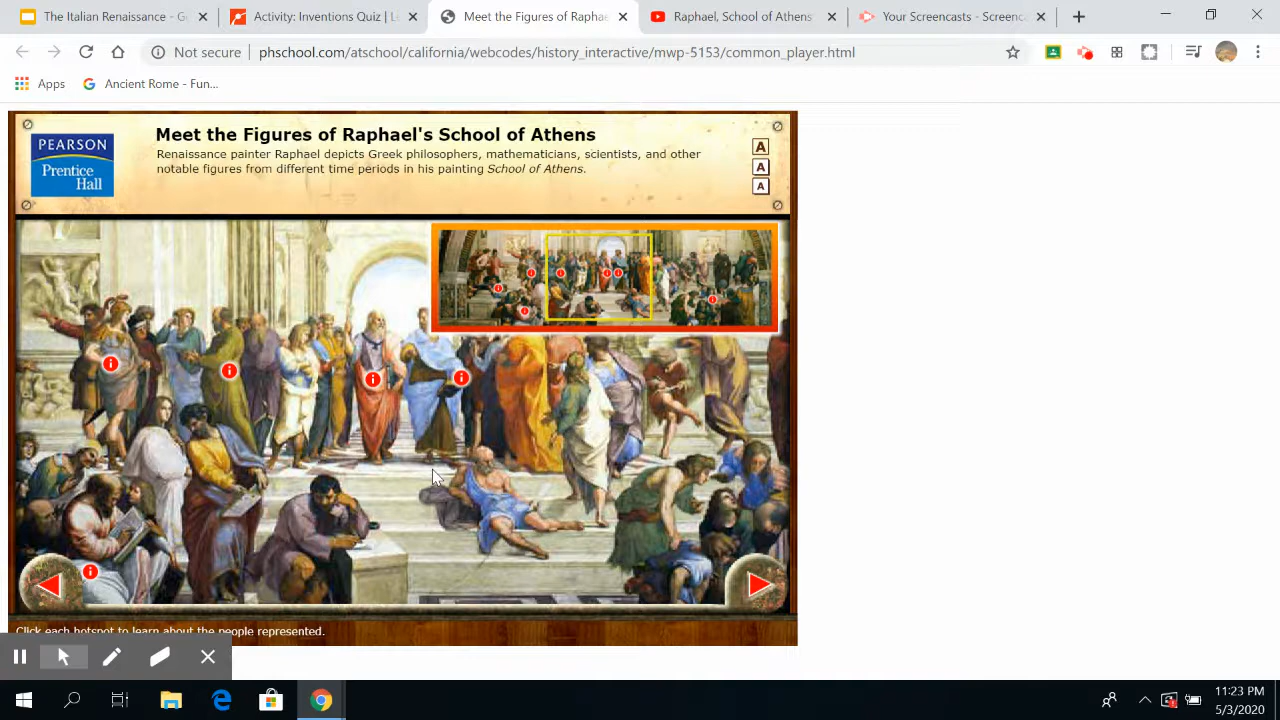 The Italian Renaissance - G
Activity: Inventions Quiz | L
Meet the Figures of Rapha
Raphael, School of Athens
Your Screencasts - Screenc
Not secure
phschool.com/atschool/california/webcodes/history_interactive/mwp-5153/common_player.html
Apps
Ancient Rome - Fun...
PEARSON
Prentice
Hall
Meet the Figures of Raphael's School of Athens
Renaissance painter Raphael depicts Greek philosophers, mathematicians, scientists, and other
notable figures from different time periods in his painting School of Athens.
A
A
A
Click each hotspot to learn about the people represented.
11:23 PM
5/3/2020